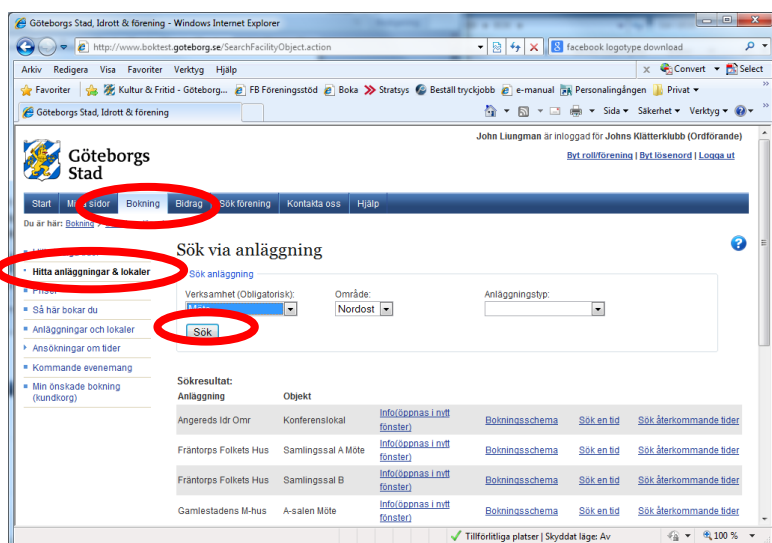 Göteborgs Stad, Idrott & förening - Windows Internet Explorer
http://www.boktest.goteborg.se/SearchFacilityObject.action
facebook logotype download
Arkiv Redigera Visa Favoriter Verktyg Hjälp
x Convert Select
Favoriter Kultur & Fritid - Göteborg... FB Föreningsstöd Boka Stratsys Beställ tryckjobb e-manual Personalingången Privat
Göteborgs Stad, Idrott & förening
Sida Säkerhet Verktyg
John Liungman är inloggad för Johns Klätterklubb (Ordförande)
Byt roll/förening | Byt lösenord | Logga ut
Göteborgs
Stad
Start sidor Bokning Bidrag Sök förening Kontakta oss Hjälp
Du är här: Bokning
Sök via anläggning
Hitta anläggningar & lokaler
Så här bokar du
Anläggningar och lokaler
Ansökningar om tider
Kommande evenemang
Min önskade bokning
(kundkorg)
Sök anläggning
Verksamhet (Obligatorisk): Område: Anläggningstyp:
Möte Nordost
Sök
Sökresultat:
Anläggning Objekt
Angereds Idr Omr Konferenslokal Info(öppnas i nytt fönster) Bokningsschema Sök en tid Sök återkommande tider
Fräntorps Folkets Hus Samlingssal A Möte Info(öppnas i nytt fönster) Bokningsschema Sök en tid Sök återkommande tider
Fräntorps Folkets Hus Samlingssal B Info(öppnas i nytt fönster) Bokningsschema Sök en tid Sök återkommande tider
Gamlestadens M-hus A-salen Möte Info(öppnas i nytt fönster) Bokningsschema Sök en tid Sök återkommande tider
Tillförlitliga platser | Skyddat läge: Av 100 %